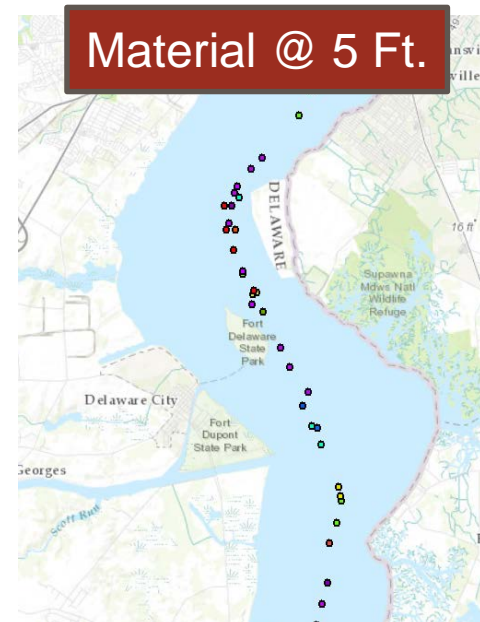 Material @ 5 Ft.
DELAWARE
16 ft
Supawna
Mdws Natl
Wildlife
Refuge
Fort
Delaware
State
Park
Delaware City
Fort
Dupont
State Park
Georges
Scott Run